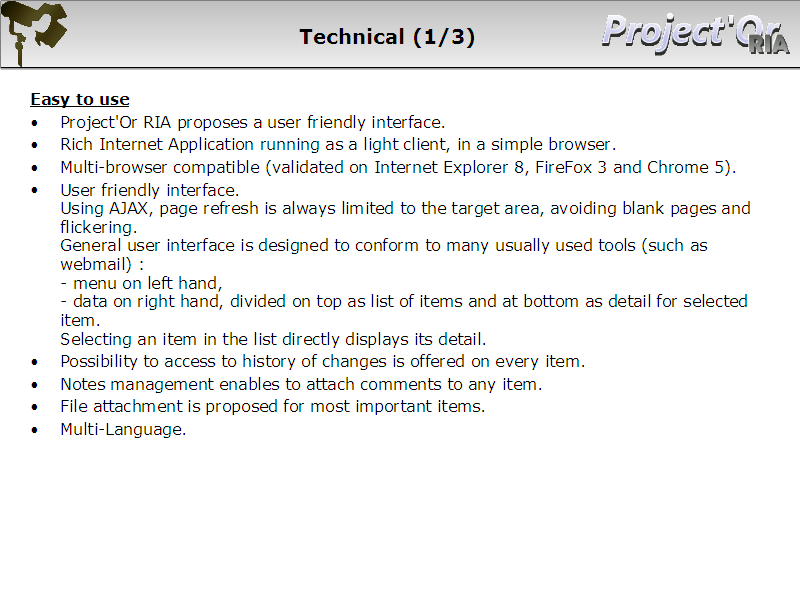 Technical (1/3)
Project'Or
RIA
Easy to use
• Project'Or RIA proposes a user friendly interface.
• Rich Internet Application running as a light client, in a simple browser.
• Multi-browser compatible (validated on Internet Explorer 8, FireFox 3 and Chrome 5).
• User friendly interface.
Using AJAX, page refresh is always limited to the target area, avoiding blank pages and
flickering.
General user interface is designed to conform to many usually used tools (such as
webmail) :
- menu on left hand,
- data on right hand, divided on top as list of items and at bottom as detail for selected
item.
Selecting an item in the list directly displays its detail.
• Possibility to access to history of changes is offered on every item.
• Notes management enables to attach comments to any item.
• File attachment is proposed for most important items.
• Multi-Language.